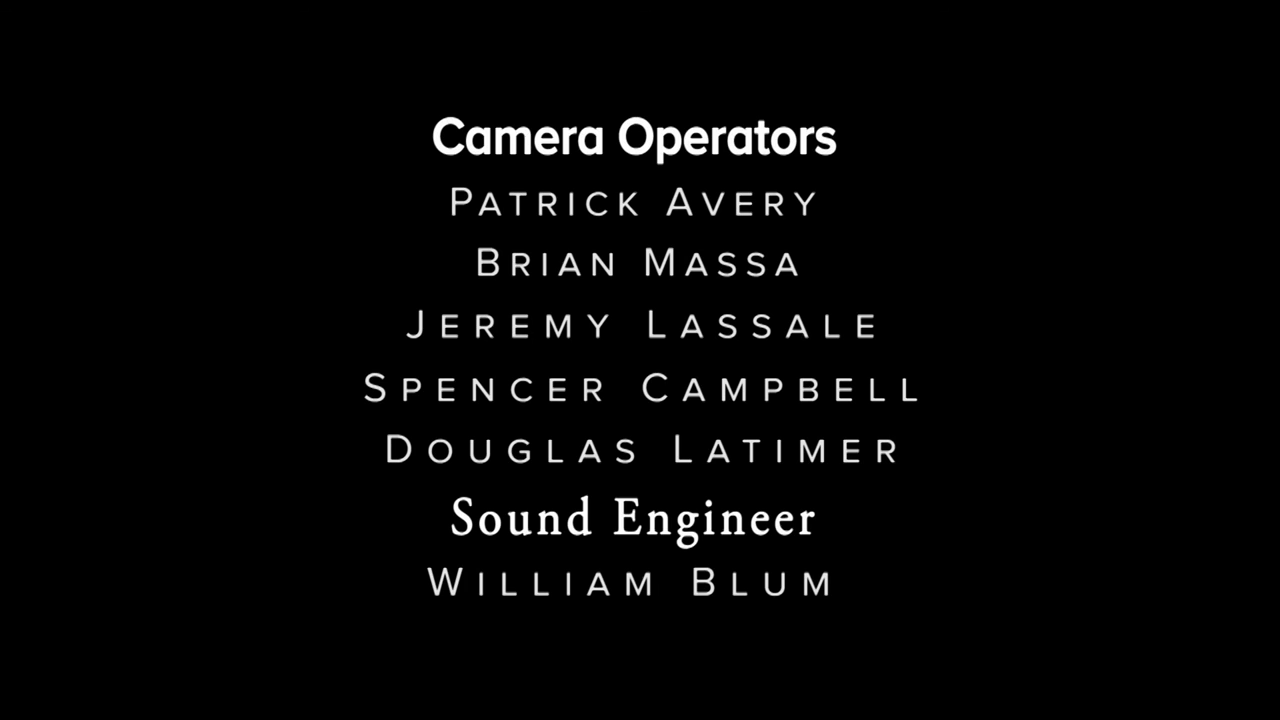 Camera Operators
PATRICK AVERY
BRIAN MASSA
JEREMY LASSALE
SPENCER CAMPBELL
DOUGLAS LATIMER
Sound Engineer
WILLIAM BLUM